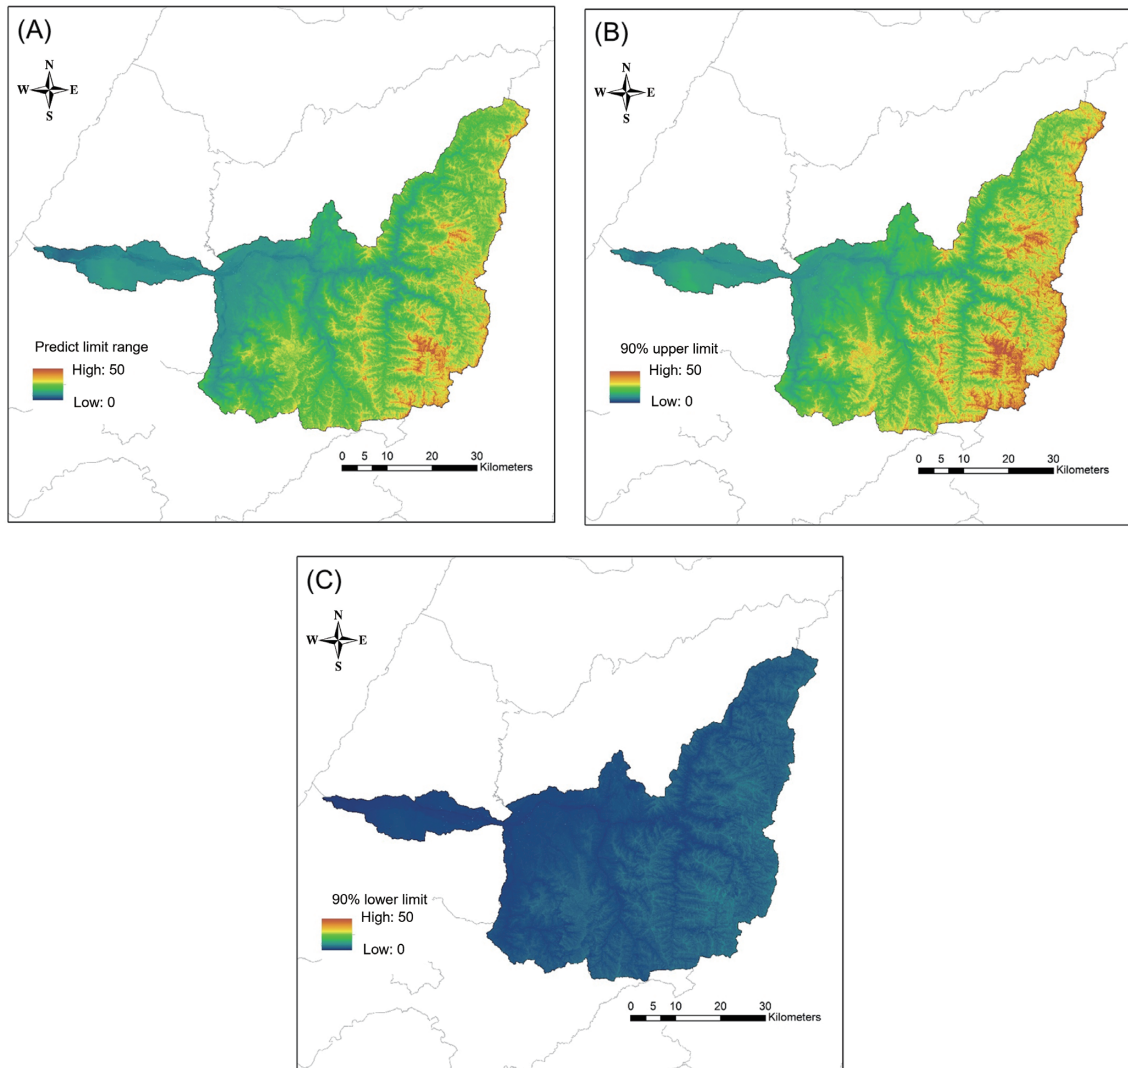 (A)
N
W E
S
Predict limit range
High: 50
Low: 0
0 5 10 20 30
Kilometers
(B)
N
W E
S
90% upper limit
High: 50
Low: 0
0 5 10 20 30
Kilometers
(C)
N
W E
S
90% lower limit
High: 50
Low: 0
0 5 10 20 30
Kilometers